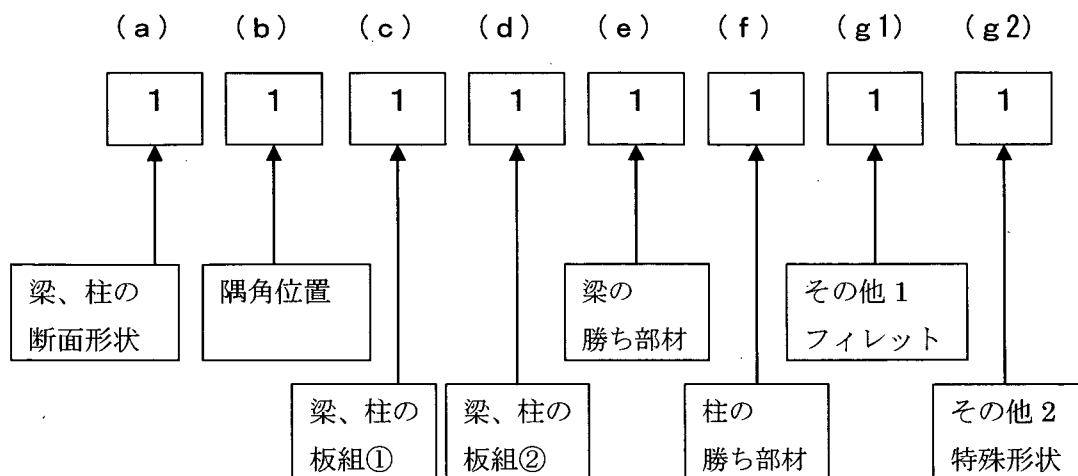 (a) (b) (c) (d) (e) (f) (g1) (g2)
1 1 1 1 1 1 1 1
梁、柱の
断面形状
隅角位置
梁の
勝ち部材
その他1
フィレット
梁、柱の
板組①
梁、柱の
板組②
柱の
勝ち部材
その他2
特殊形状